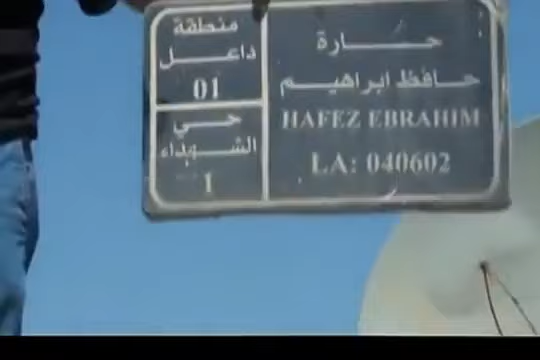 حارة
حافظ ابراهيم
HAFEZ EBRAHIM
LA: 040602
منطقة
داعل
01
حي
الشهداء
1